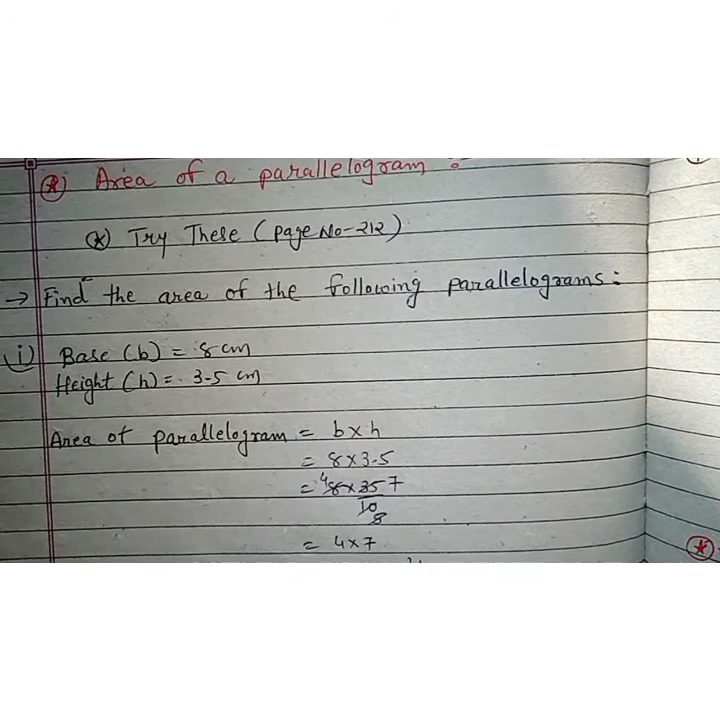 (*) Area of a parallelogram :
(*) Try These (Page No-212)
→ Find the area of the following parallelograms:
(i) Base (b) = 8 cm
Height (h) = 3.5 cm
Area of parallelogram = b×h
= 8×3.5
= 4 8×35 7
10
8
= 4×7
*